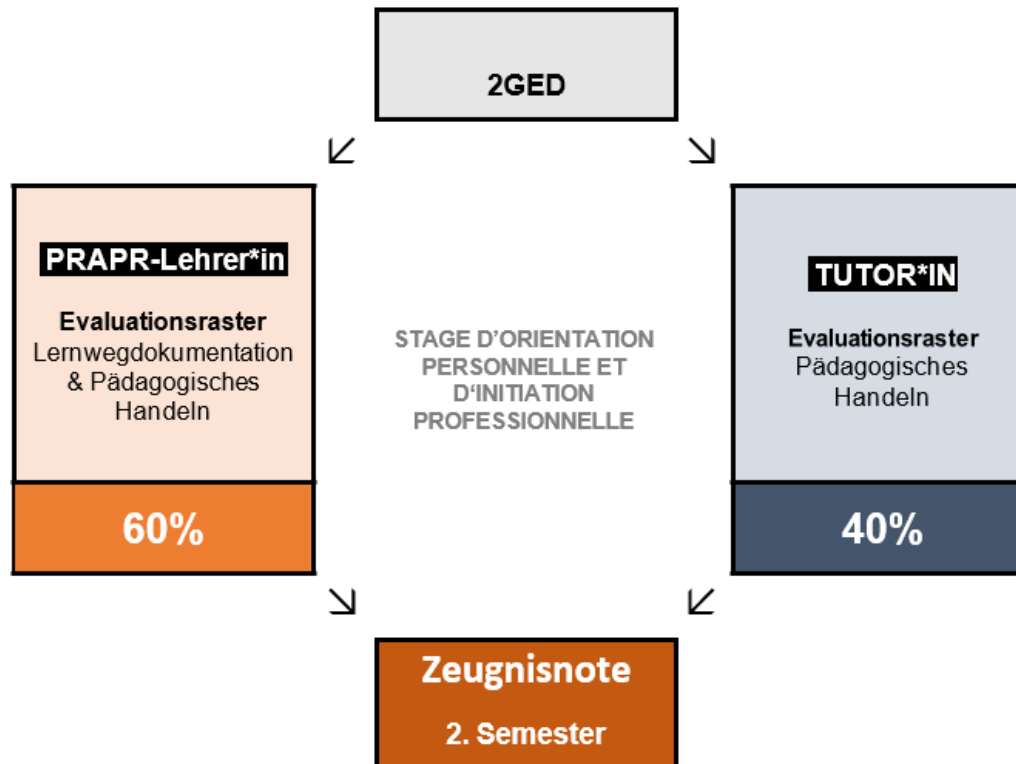 2GED
PRAPR-Lehrer*in
Evaluationsraster
Lernwegdokumentation
& Pädagogisches
Handeln
60%
STAGE D’ORIENTATION
PERSONNELLE ET
D‘INITIATION
PROFESSIONNELLE
TUTOR*IN
Evaluationsraster
Pädagogisches
Handeln
40%
Zeugnisnote
2. Semester